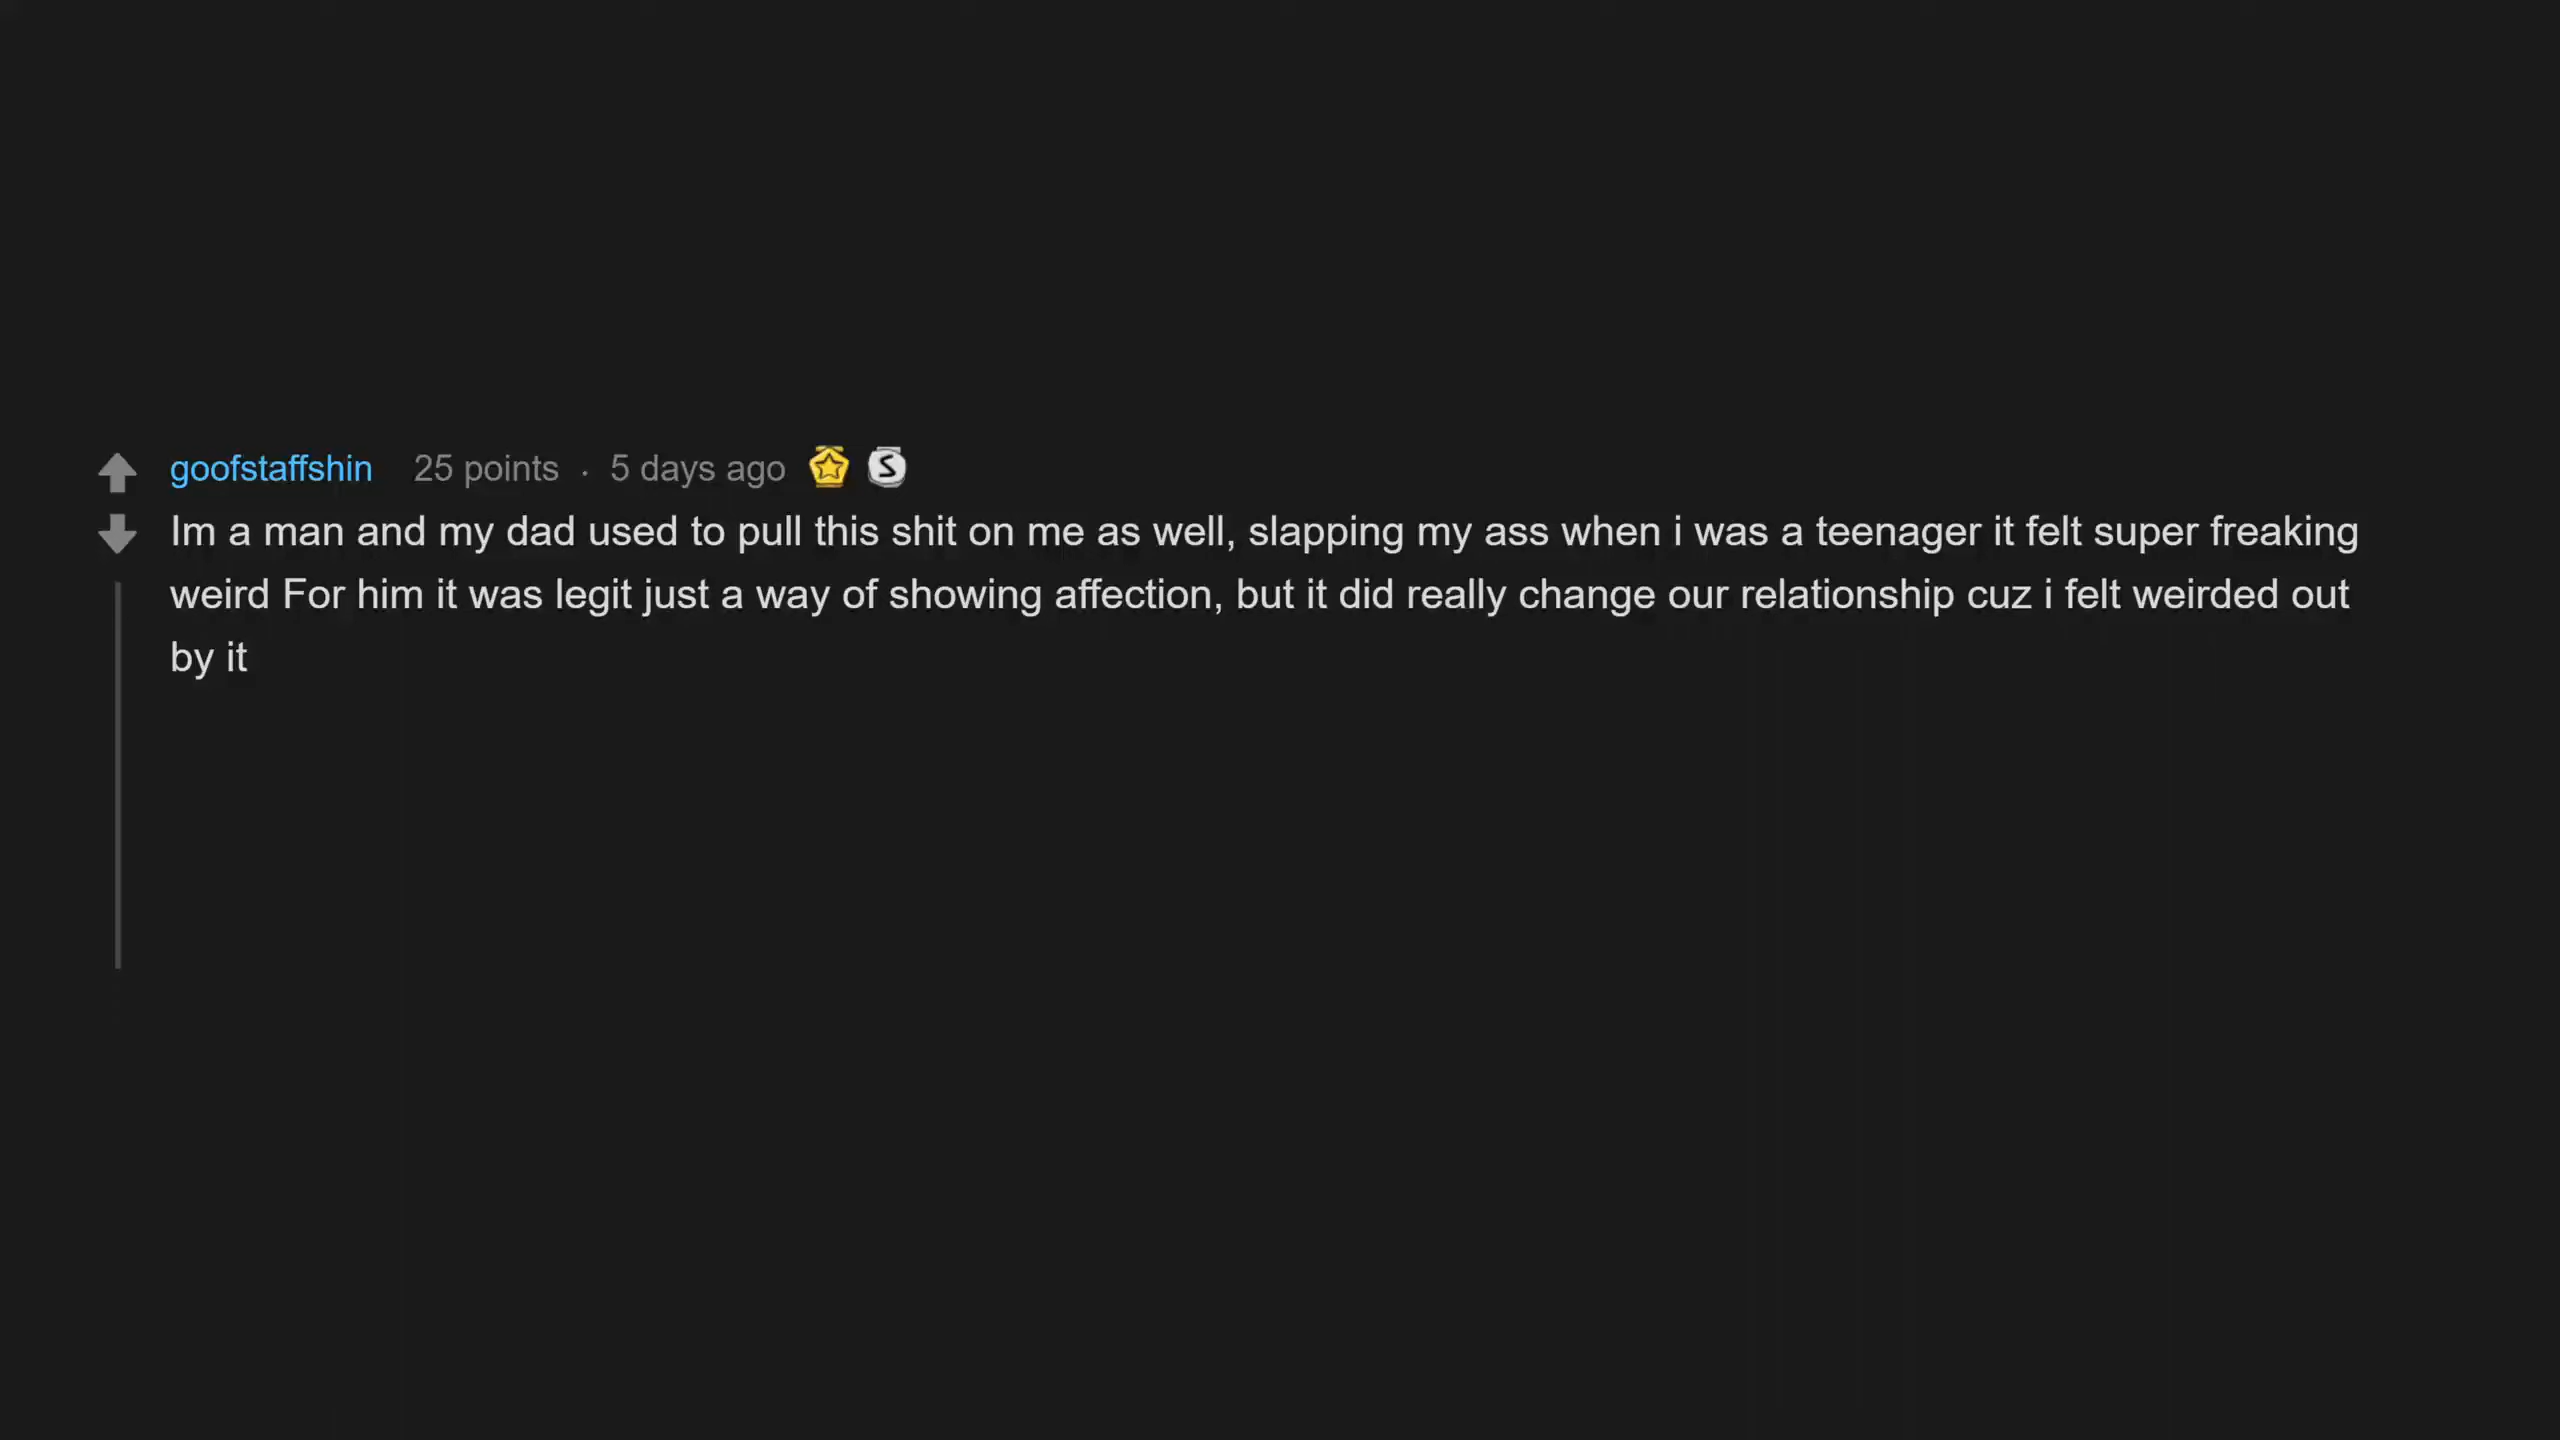 goofstaffshin 25 points · 5 days ago
Im a man and my dad used to pull this shit on me as well, slapping my ass when i was a teenager it felt super freaking
weird For him it was legit just a way of showing affection, but it did really change our relationship cuz i felt weirded out
by it